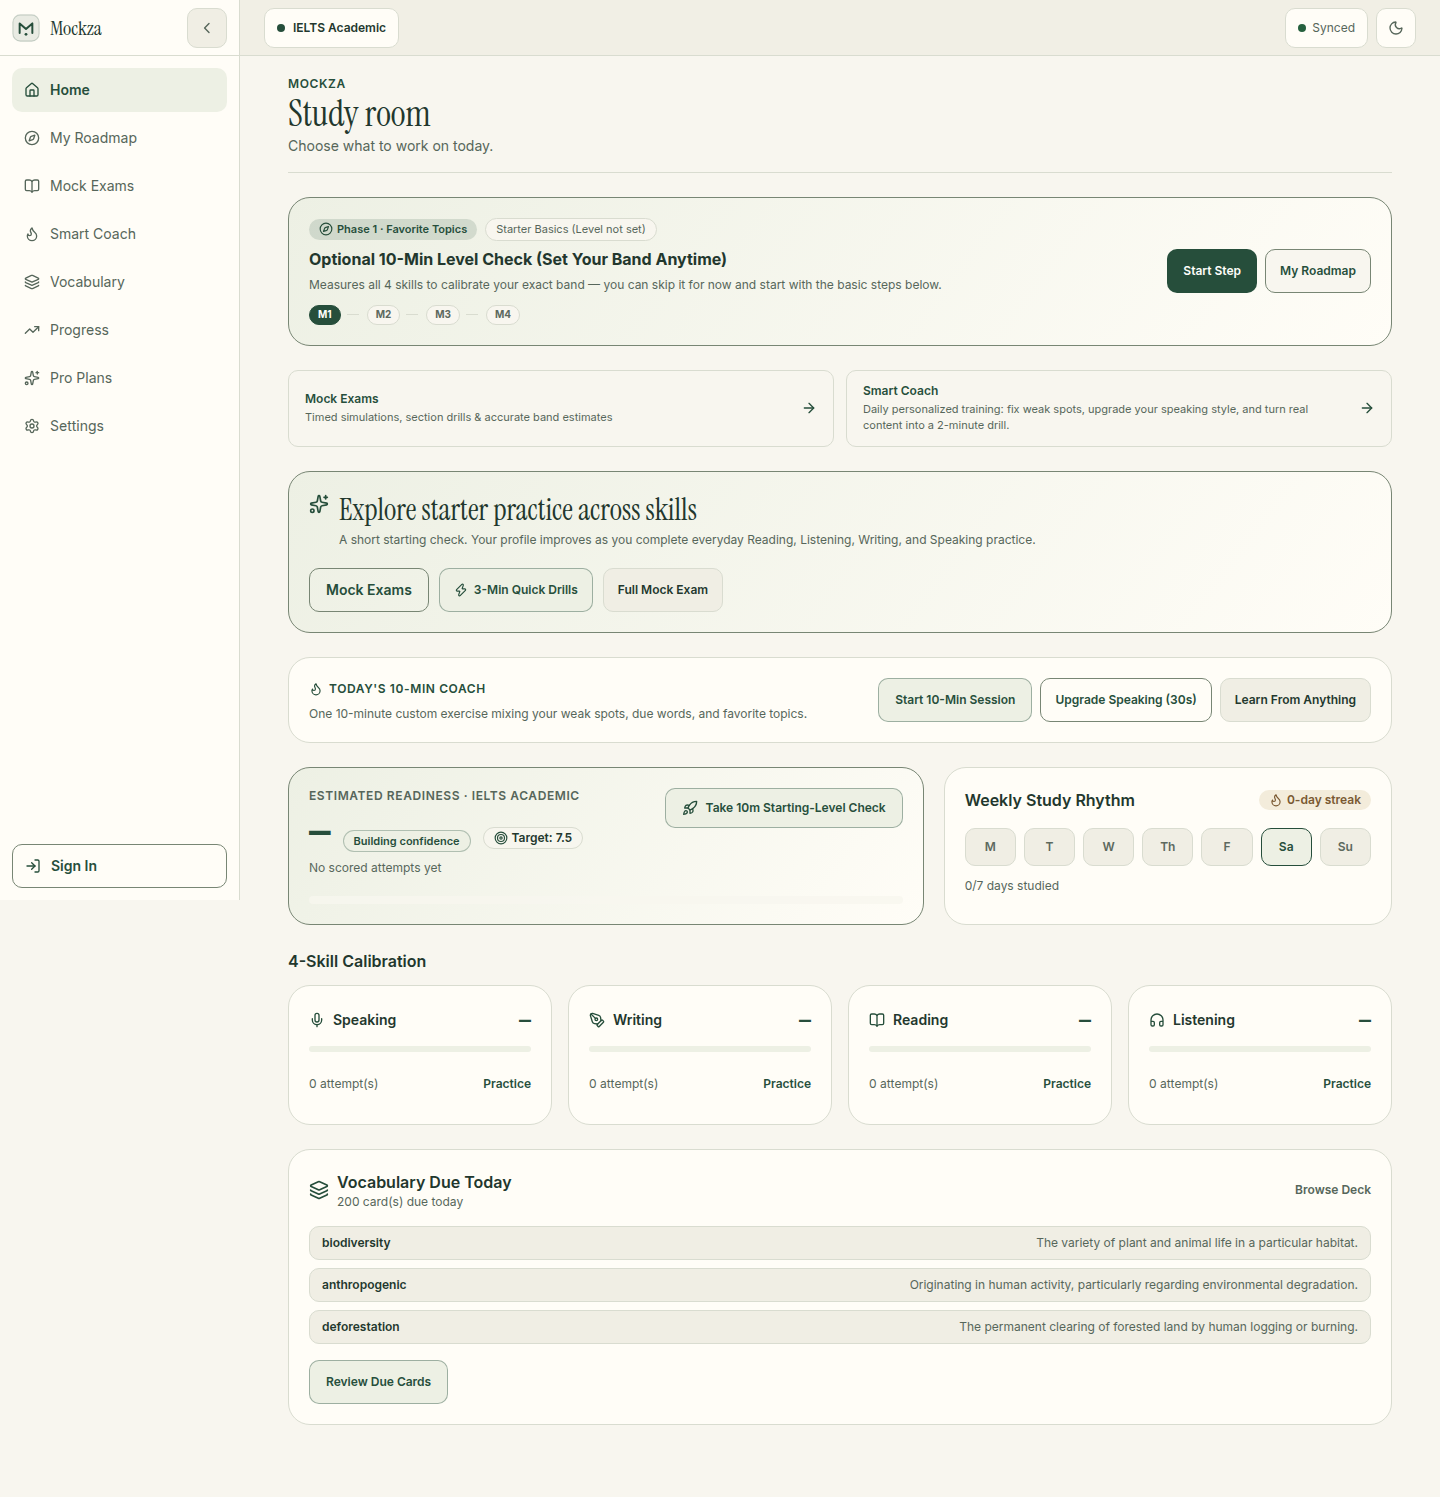 Mockza
IELTS Academic
Synced
Home
My Roadmap
Mock Exams
Smart Coach
Vocabulary
Progress
Pro Plans
Settings
Sign In
MOCKZA
Study room
Choose what to work on today.
Phase 1 · Favorite Topics
Starter Basics (Level not set)
Optional 10-Min Level Check (Set Your Band Anytime)
Measures all 4 skills to calibrate your exact band — you can skip it for now and start with the basic steps below.
M1 — M2 — M3 — M4
Start Step
My Roadmap
Mock Exams
Timed simulations, section drills & accurate band estimates
Smart Coach
Daily personalized training: fix weak spots, upgrade your speaking style, and turn real
content into a 2-minute drill.
Explore starter practice across skills
A short starting check. Your profile improves as you complete everyday Reading, Listening, Writing, and Speaking practice.
Mock Exams
3-Min Quick Drills
Full Mock Exam
TODAY'S 10-MIN COACH
One 10-minute custom exercise mixing your weak spots, due words, and favorite topics.
Start 10-Min Session
Upgrade Speaking (30s)
Learn From Anything
ESTIMATED READINESS · IELTS ACADEMIC
—
Building confidence
Target: 7.5
No scored attempts yet
Take 10m Starting-Level Check
Weekly Study Rhythm
0-day streak
M T W Th F Sa Su
0/7 days studied
4-Skill Calibration
Speaking —
0 attempt(s) Practice
Writing —
0 attempt(s) Practice
Reading —
0 attempt(s) Practice
Listening —
0 attempt(s) Practice
Vocabulary Due Today
200 card(s) due today
Browse Deck
biodiversity The variety of plant and animal life in a particular habitat.
anthropogenic Originating in human activity, particularly regarding environmental degradation.
deforestation The permanent clearing of forested land by human logging or burning.
Review Due Cards